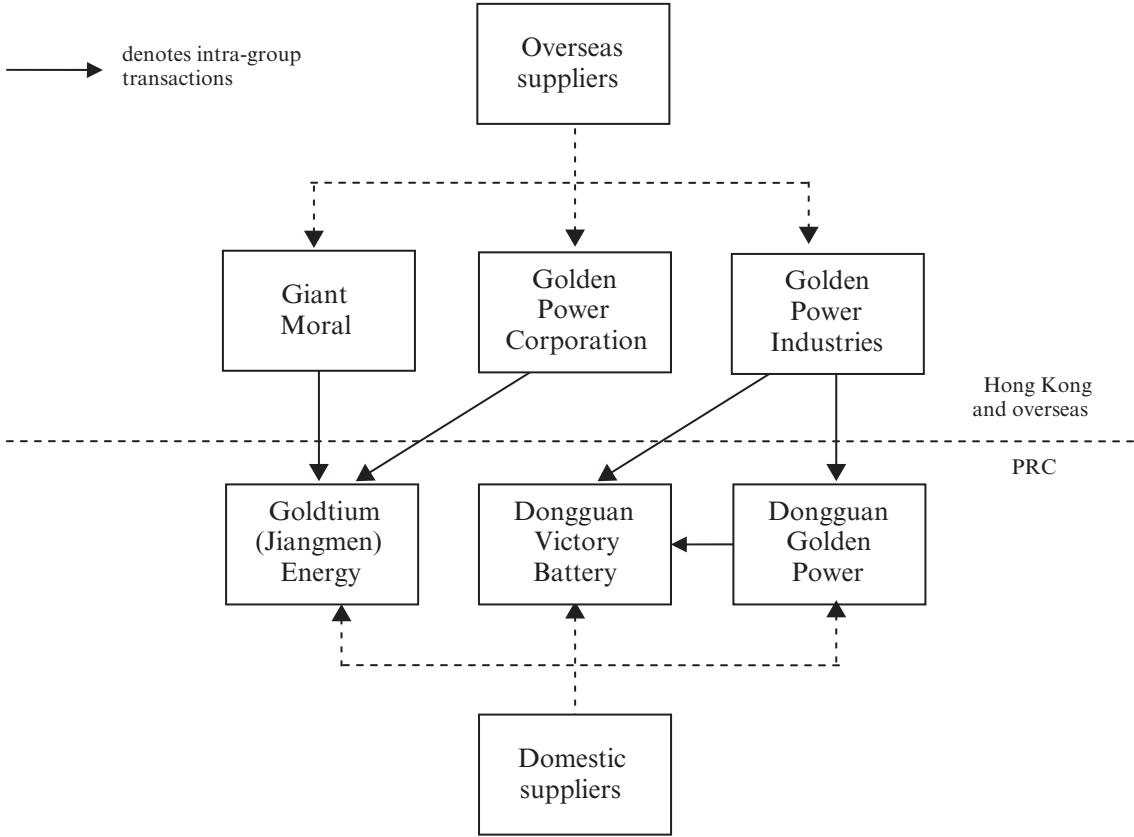 denotes intra-group
transactions
Overseas
suppliers
Giant
Moral
Golden
Power
Corporation
Golden
Power
Industries
Hong Kong
and overseas
PRC
Goldtium
(Jiangmen)
Energy
Dongguan
Victory
Battery
Dongguan
Golden
Power
Domestic
suppliers